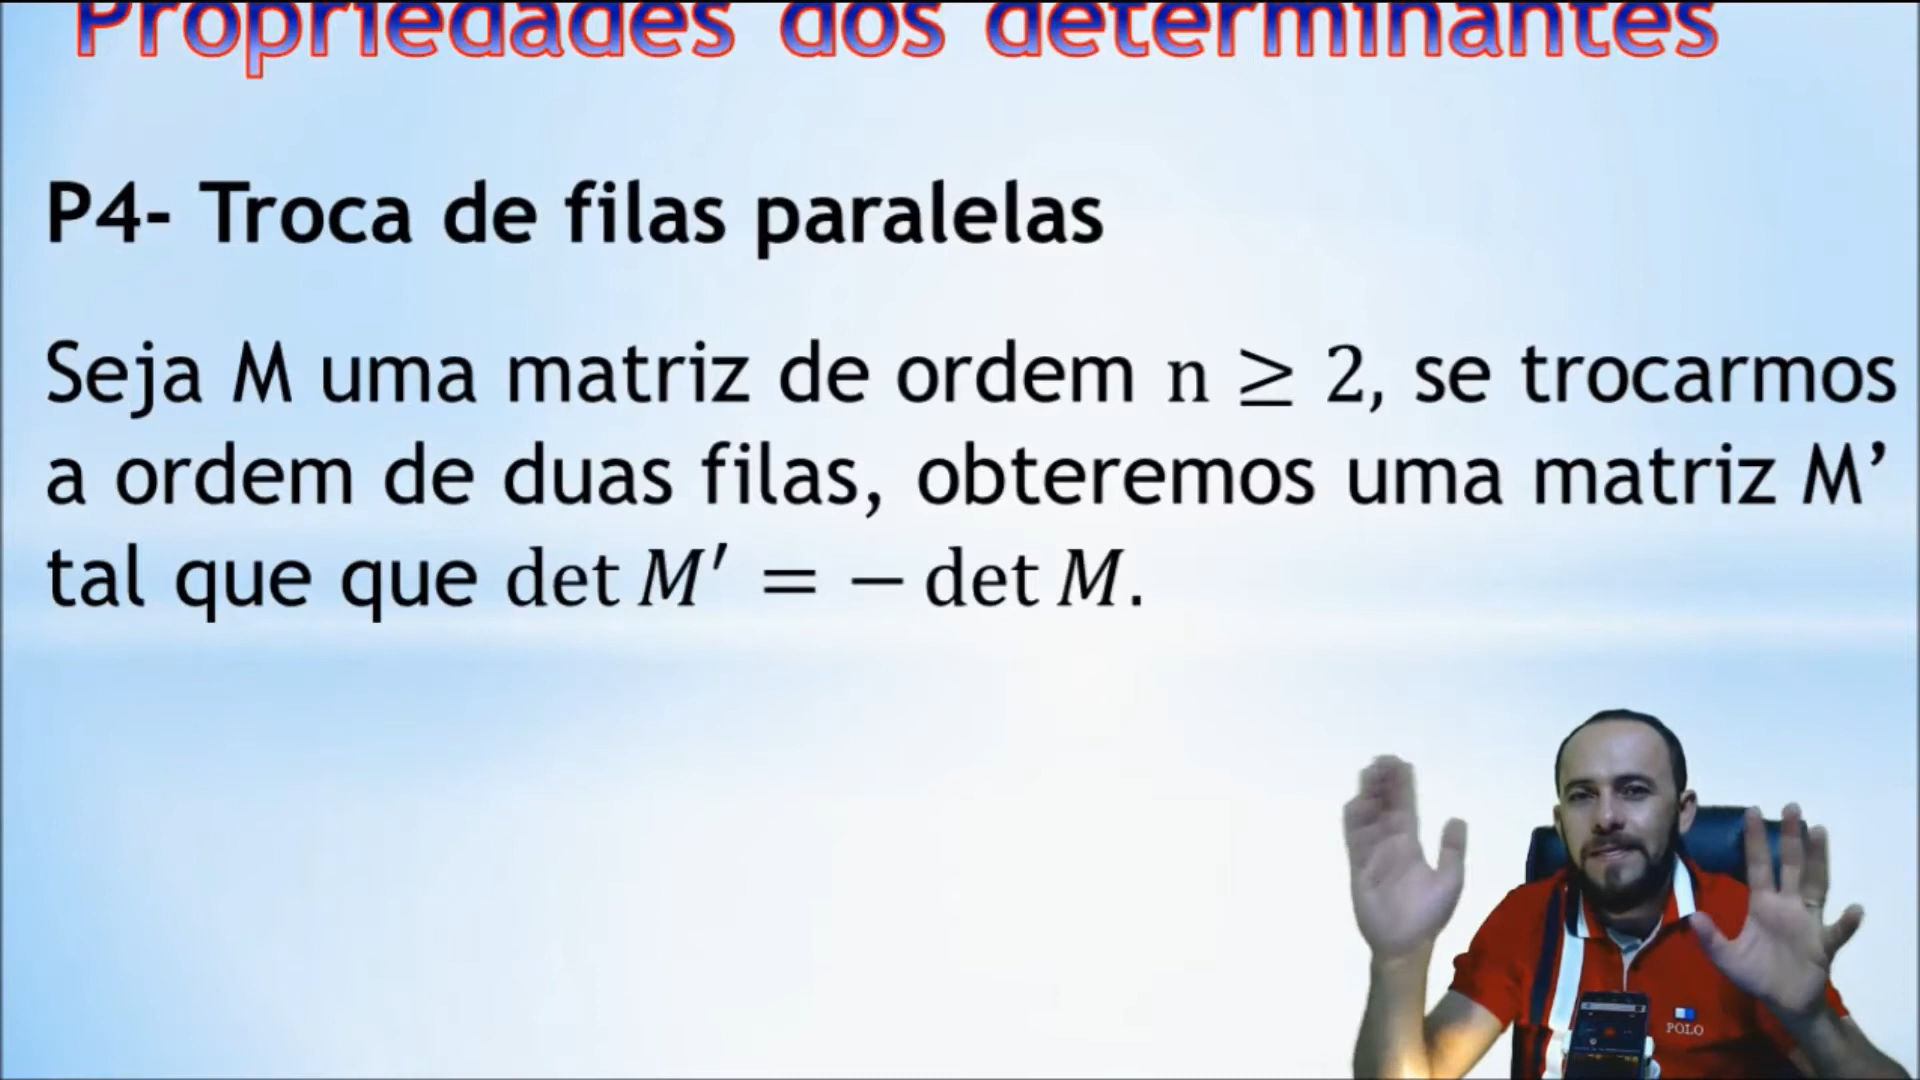 Propriedades dos determinantes
P4- Troca de filas paralelas
Seja M uma matriz de ordem n ≥ 2, se trocarmos
a ordem de duas filas, obteremos uma matriz M’
tal que que det M′ = − det M.
POLO